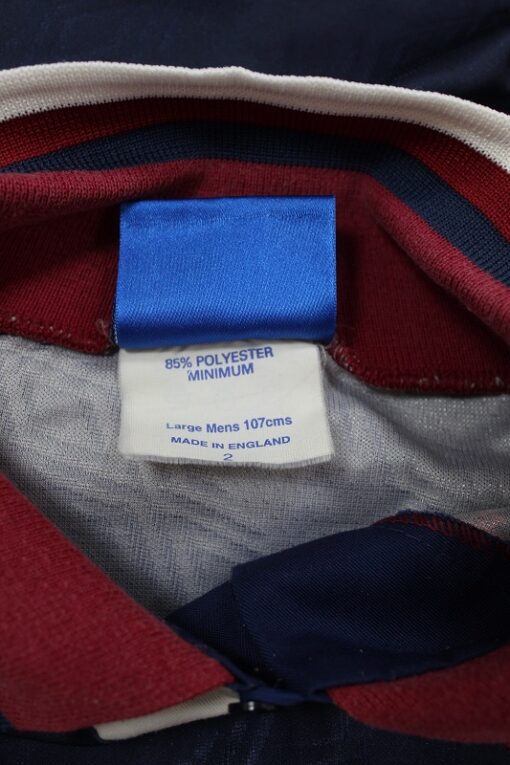 85% POLYESTER
MINIMUM
Large Mens 107cms
MADE IN ENGLAND
2